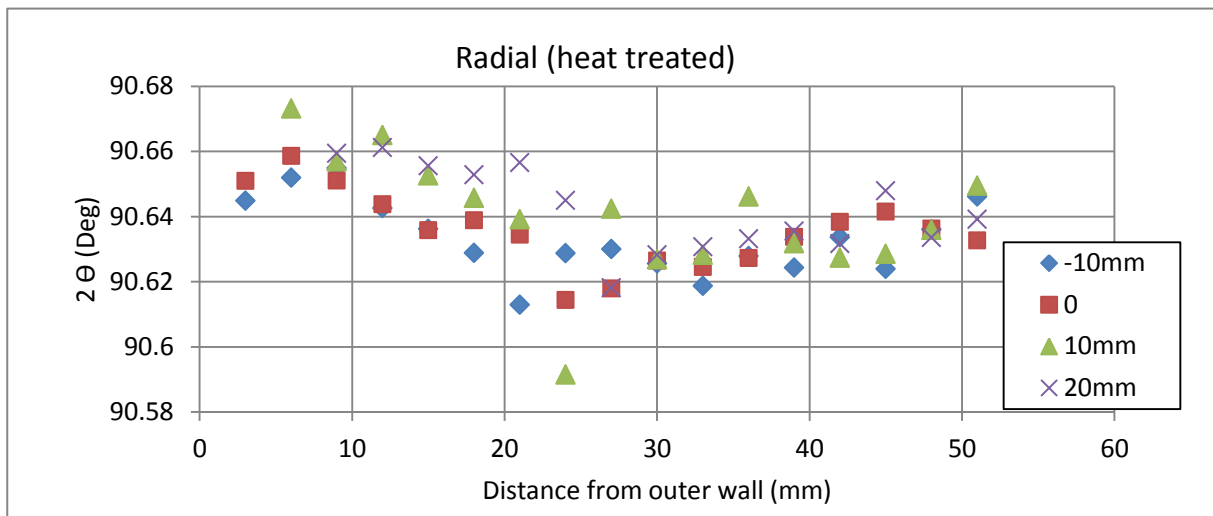 Radial (heat treated)
90.68
90.66
90.64
90.62
90.6
90.58
2 ϴ (Deg)
0 10 20 30 40 50 60
Distance from outer wall (mm)
-10mm
0
10mm
20mm